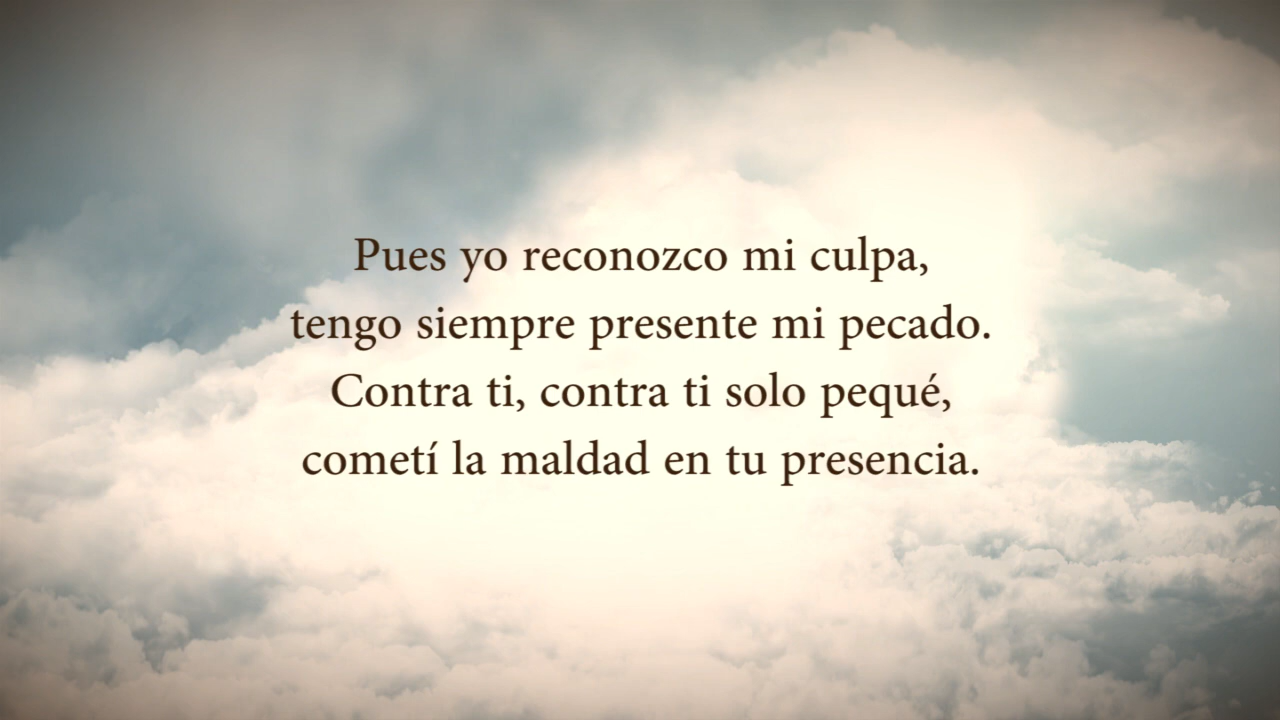 Pues yo reconozco mi culpa,
tengo siempre presente mi pecado.
Contra ti, contra ti solo pequé,
cometí la maldad en tu presencia.